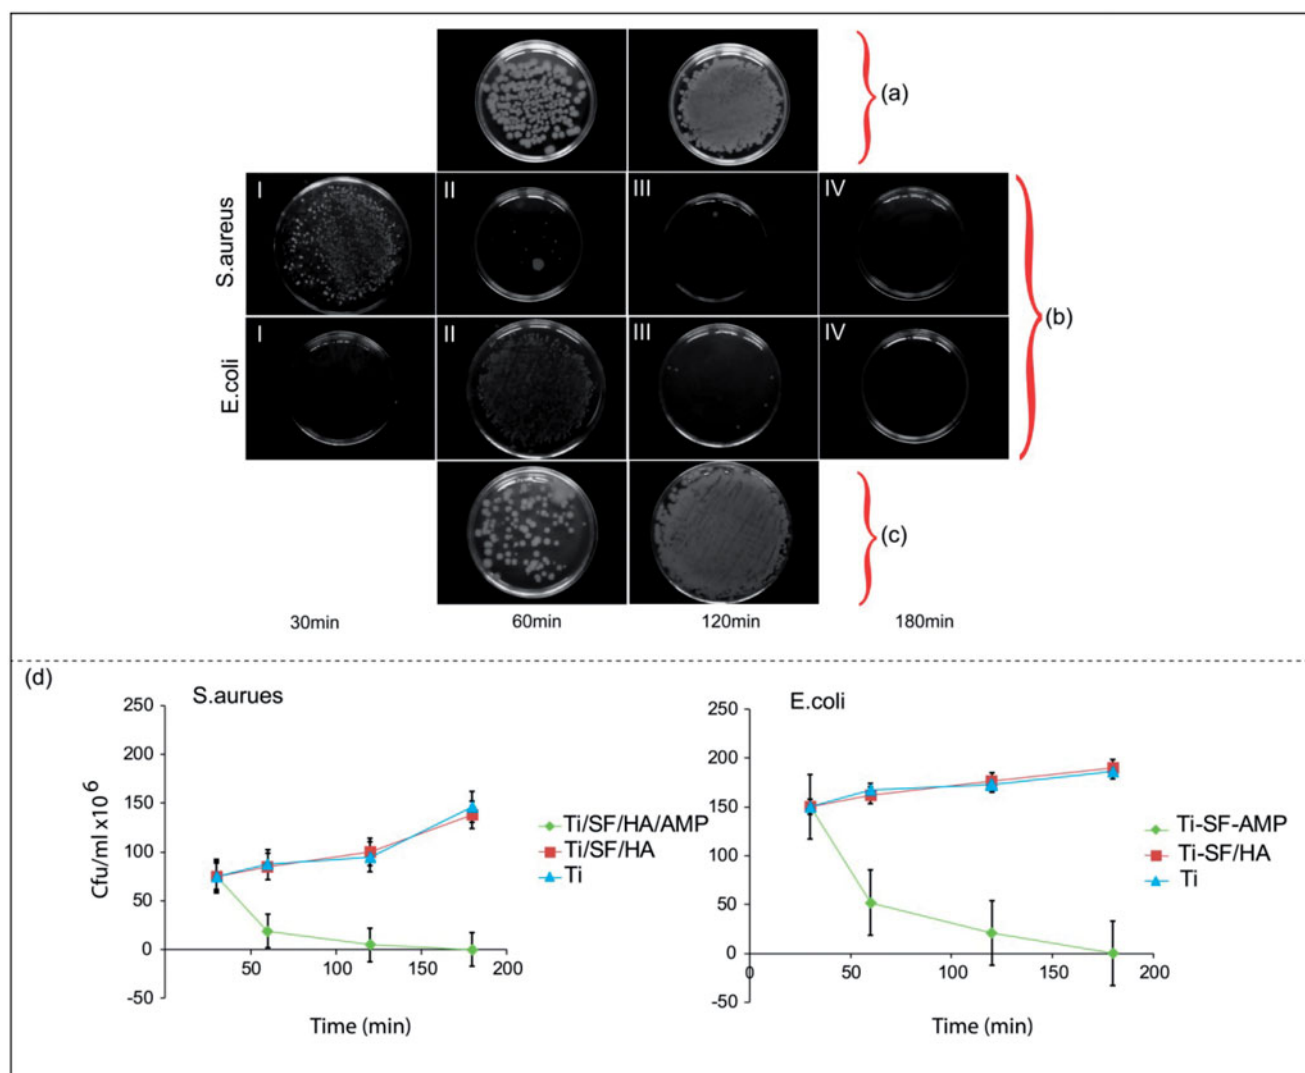 (a)
S.aureus
I
II
III
IV
(b)
E.coli
I
II
III
IV
(c)
30min
60min
120min
180min
(d)
S.aurues
250
200
150
100
50
0
-50
50
100
150
200
Cfu/ml x10⁶
Time (min)
Ti/SF/HA/AMP
Ti/SF/HA
Ti
E.coli
250
200
150
100
50
0
-50
0
50
100
150
200
Time (min)
Ti-SF-AMP
Ti-SF/HA
Ti